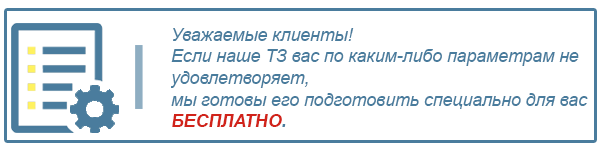 Уважаемые клиенты!
Если наше ТЗ вас по каким-либо параметрам не
удовлетворяет,
мы готовы его подготовить специально для вас
БЕСПЛАТНО.